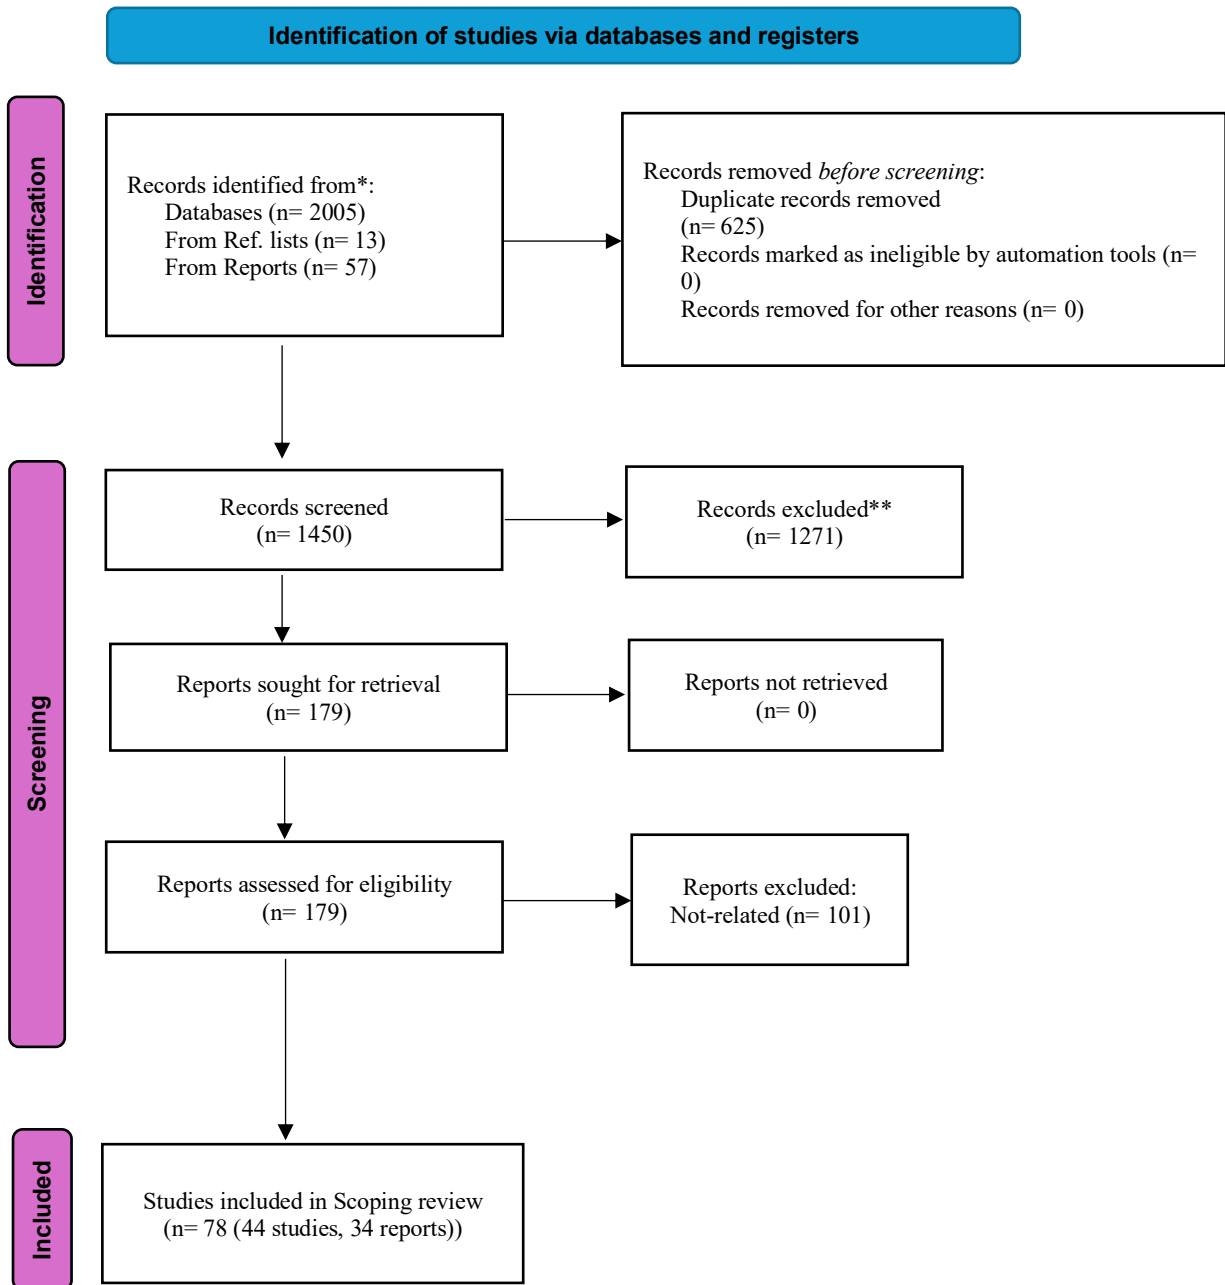 Identification of studies via databases and registers
Identification
Records identified from*:
Databases (n= 2005)
From Ref. lists (n= 13)
From Reports (n= 57)
Records removed before screening:
Duplicate records removed
(n= 625)
Records marked as ineligible by automation tools (n=
0)
Records removed for other reasons (n= 0)
Screening
Records screened
(n= 1450)
Records excluded**
(n= 1271)
Reports sought for retrieval
(n= 179)
Reports not retrieved
(n= 0)
Reports assessed for eligibility
(n= 179)
Reports excluded:
Not-related (n= 101)
Included
Studies included in Scoping review
(n= 78 (44 studies, 34 reports))